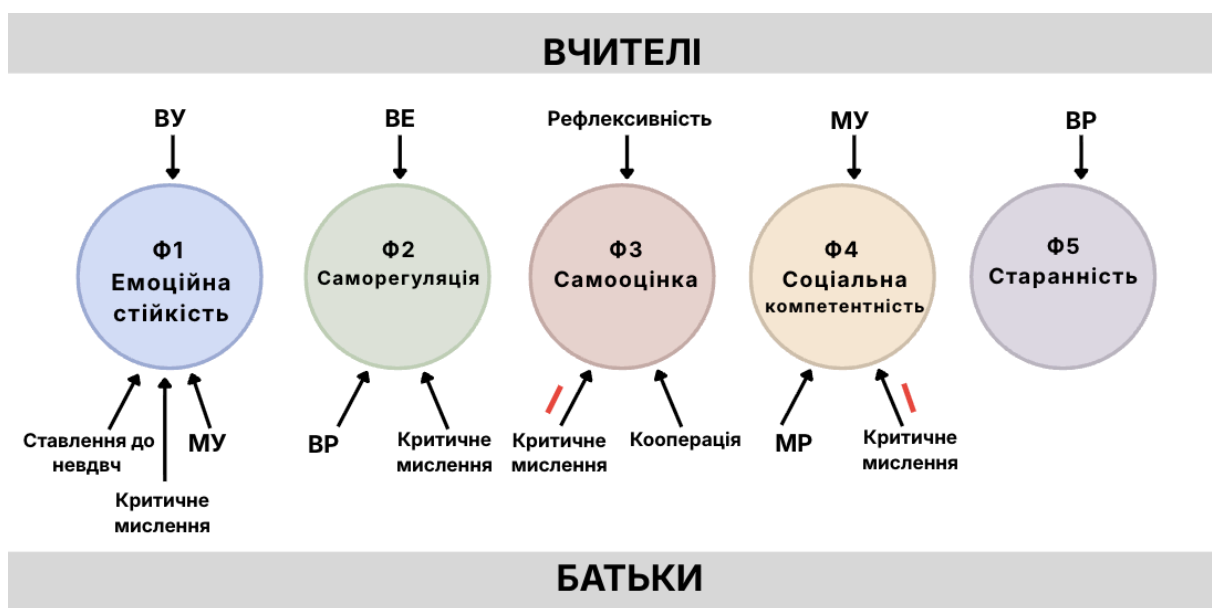 ВЧИТЕЛІ
ВУ
ВЕ
Рефлексивність
МУ
ВР
Ф1
Емоційна
стійкість
Ф2
Саморегуляція
Ф3
Самооцінка
Ф4
Соціальна
компетентність
Ф5
Старанність
Ставлення до
невдвч
Критичне
мислення
МУ
ВР
Критичне
мислення
Критичне
мислення
Кооперація
МР
Критичне
мислення
БАТЬКИ